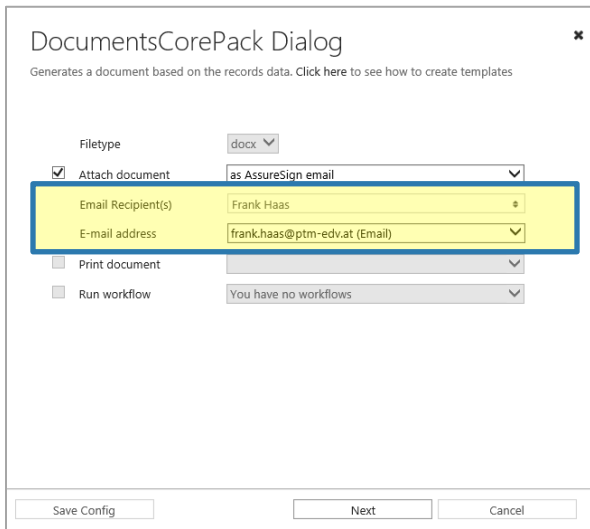 DocumentsCorePack Dialog
Generates a document based on the records data. Click here to see how to create templates
Filetype docx
Attach document as AssureSign email
Email Recipient(s) Frank Haas
E-mail address frank.haas@ptm-edv.at (Email)
Print document
Run workflow You have no workflows
Save Config Next Cancel